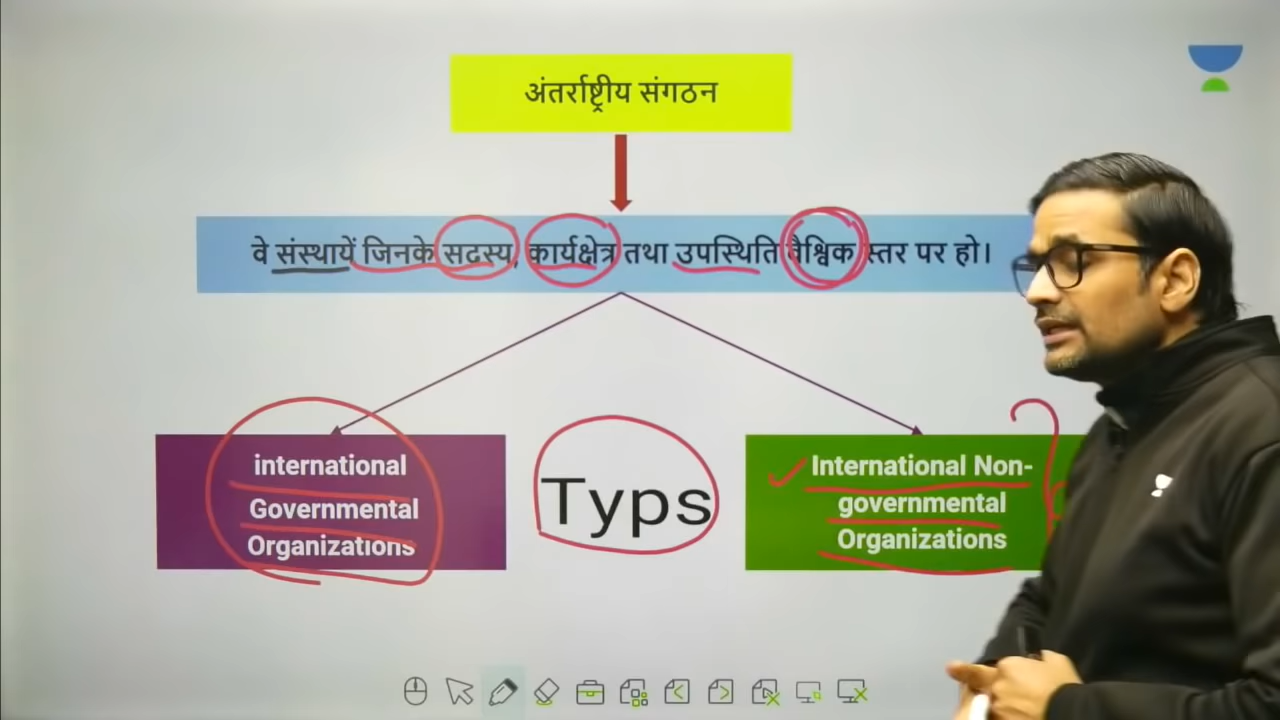 अंतर्राष्ट्रीय संगठन
वे संस्थायें जिनके सदस्य, कार्यक्षेत्र तथा उपस्थिति वैश्विक स्तर पर हो।
international
Governmental
Organizations
Typs
International Non-
governmental
Organizations